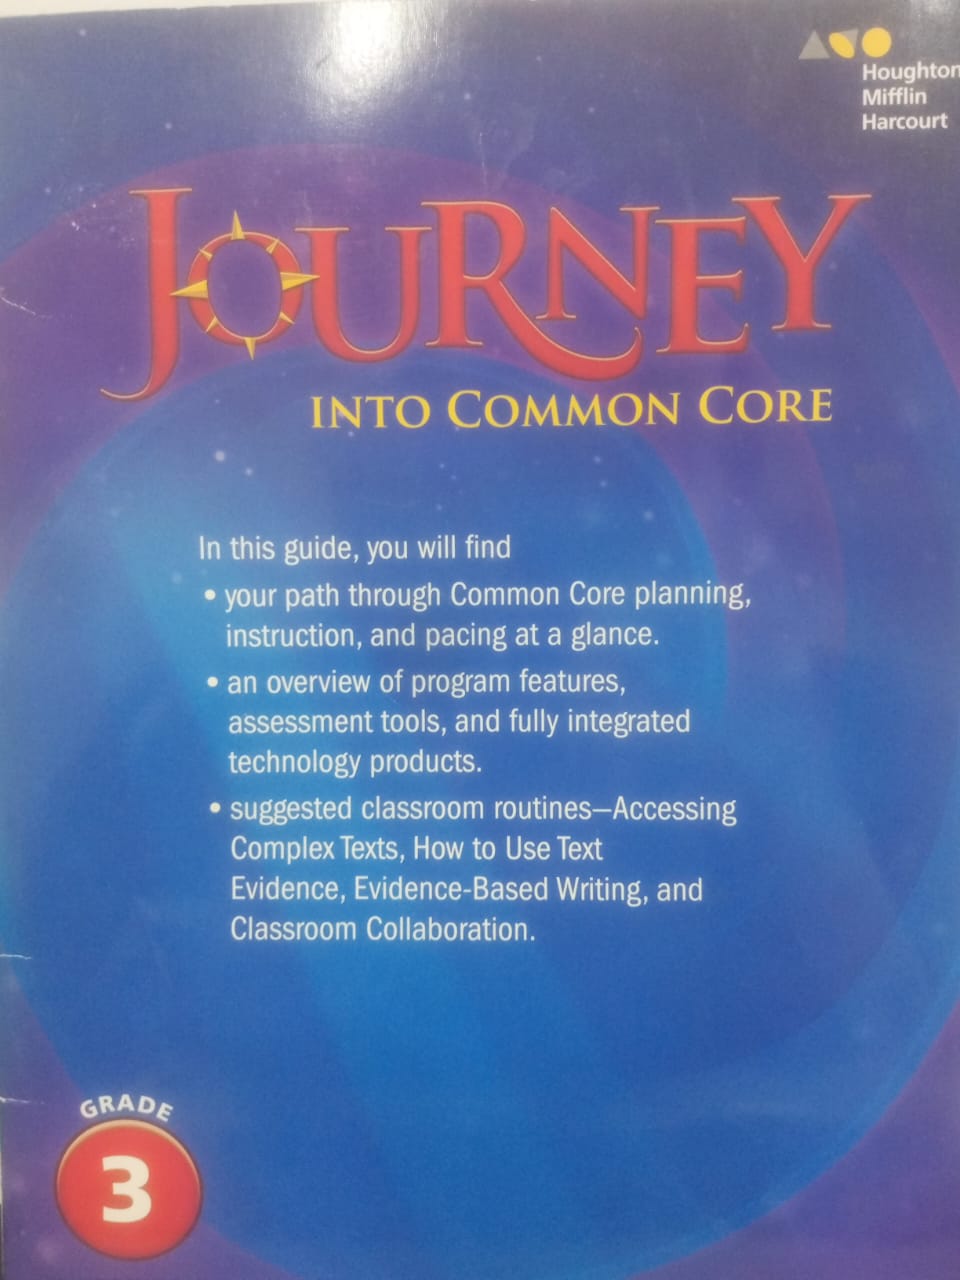 Houghton
Mifflin
Harcourt
JOURNEY
INTO COMMON CORE
In this guide, you will find
• your path through Common Core planning,
instruction, and pacing at a glance.
• an overview of program features,
assessment tools, and fully integrated
technology products.
• suggested classroom routines—Accessing
Complex Texts, How to Use Text
Evidence, Evidence-Based Writing, and
Classroom Collaboration.
GRADE
3